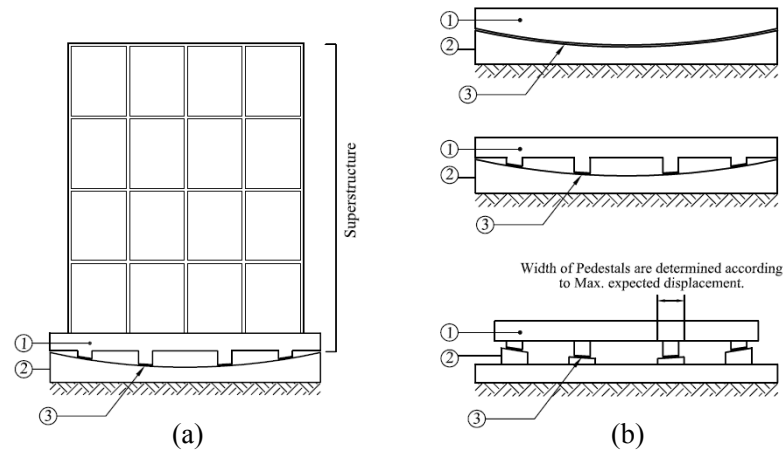 Superstructure
①
②
③
(a)
①
②
③
①
②
③
Width of Pedestals are determined according
to Max. expected displacement.
①
②
③
(b)